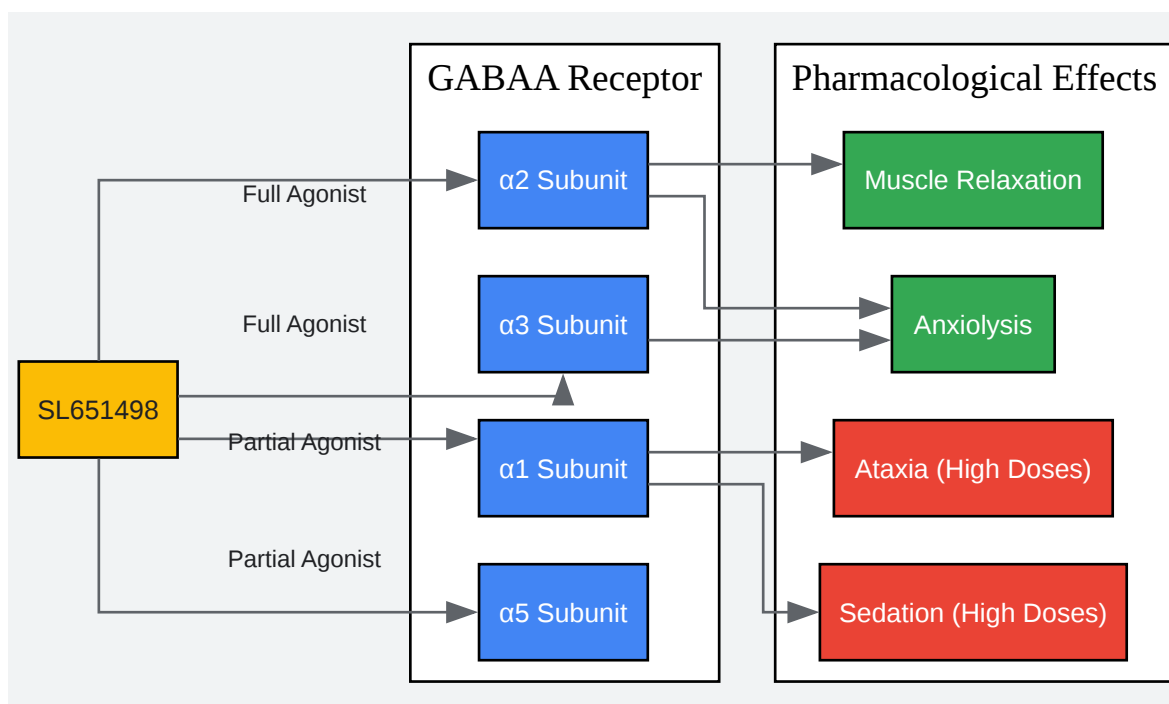 GABAA Receptor
Pharmacological Effects
Full Agonist
α2 Subunit
Muscle Relaxation
Full Agonist
α3 Subunit
Anxiolysis
SL651498
Partial Agonist
α1 Subunit
Ataxia (High Doses)
Partial Agonist
α5 Subunit
Sedation (High Doses)